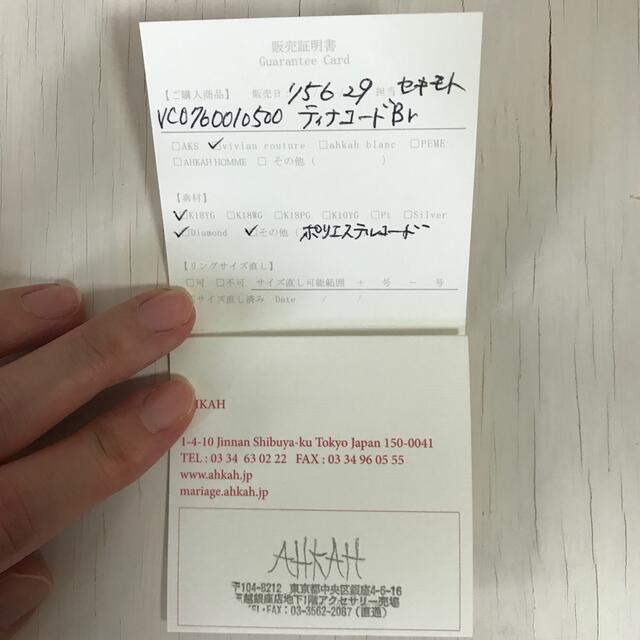 販売証明書
Guarantee Card
【ご購入商品】 販売日 '15 6 29 担当 セキモト
VC0760010500 ティナコードBr
□AKS ☑vivian couture □ahkah blanc □PEME
□AHKAH HOMME □その他 ( )
【素材】
☑K18YG □K18WG □K18PG □K10YG □Pt □Silver
☑Diamond ☑その他 ( ポリエステルコード
【リングサイズ直し】
□可 □不可 サイズ直し可能範囲 + 号 - 号
サイズ直し済み Date / /
HKAH
1-4-10 Jinnan Shibuya-ku Tokyo Japan 150-0041
TEL : 03 34 63 02 22 FAX : 03 34 96 05 55
www.ahkah.jp
mariage.ahkah.jp
AHKAH
〒104-8212 東京都中央区銀座4-6-16
三越銀座店地下1階アクセサリー売場
TEL・FAX: 03-3562-2087 (直通)